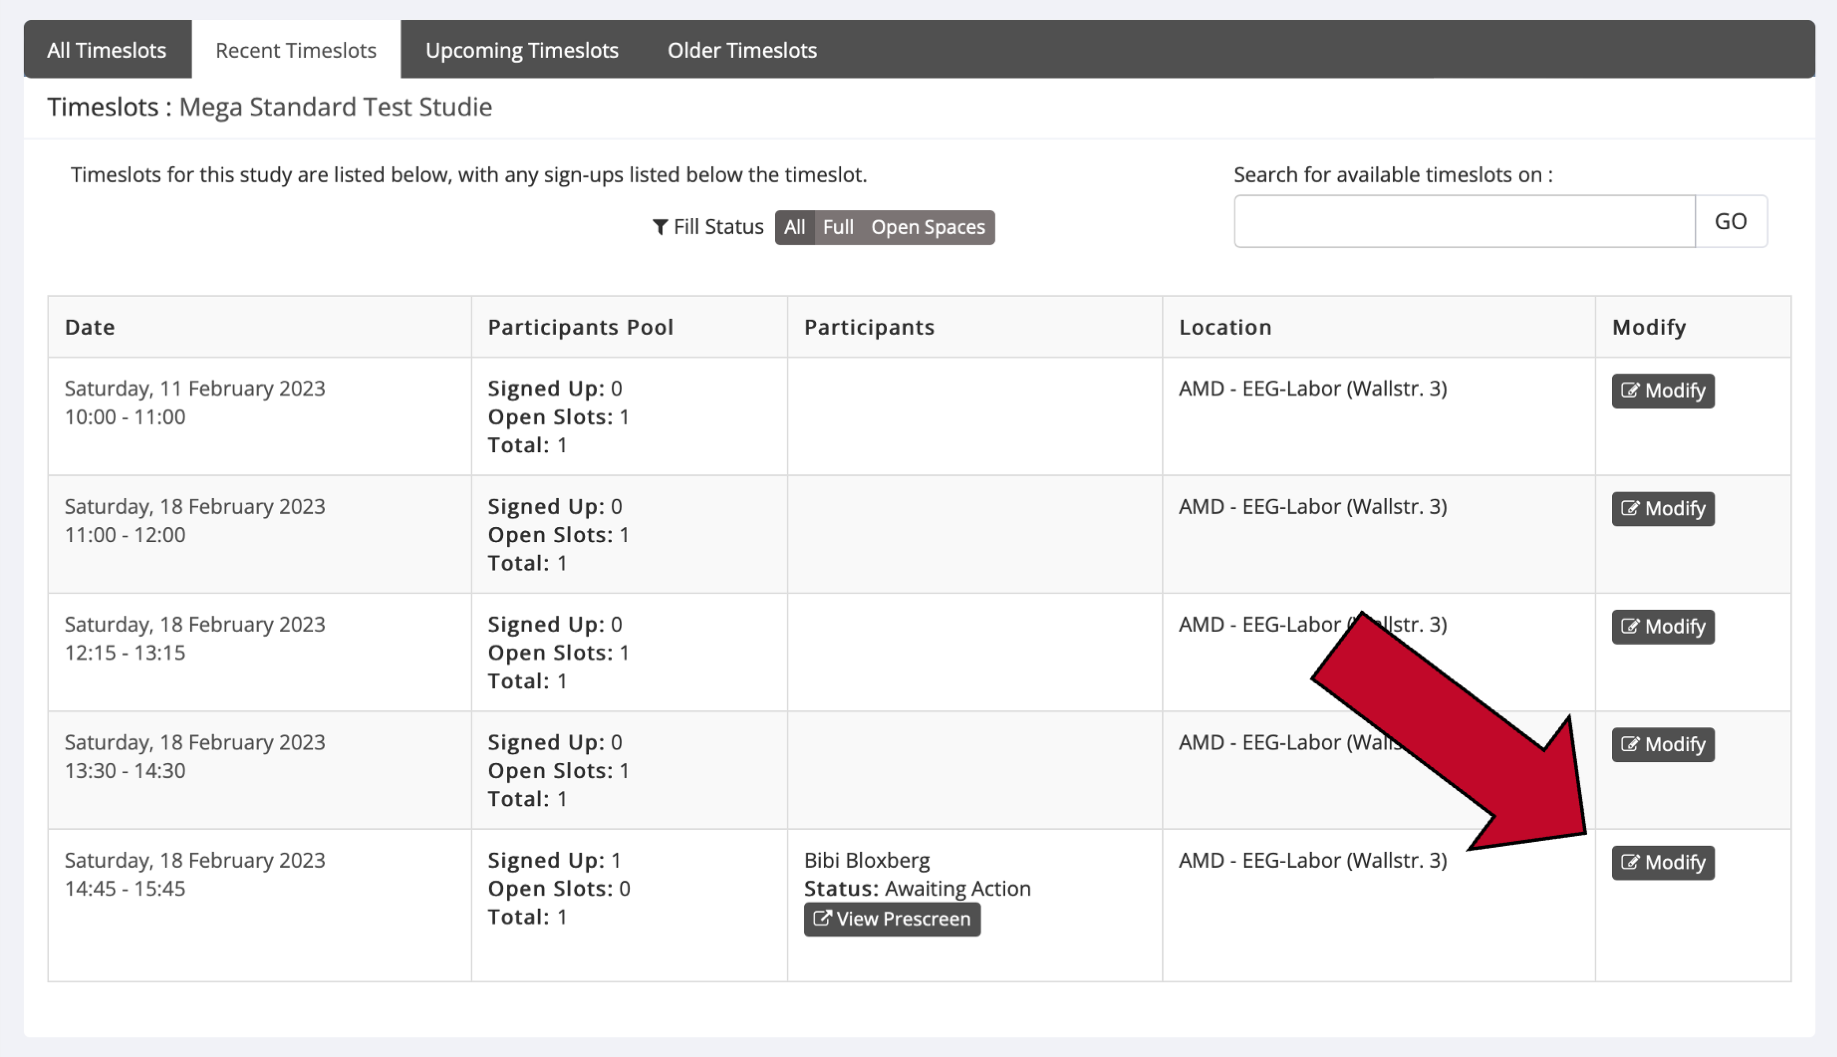 All Timeslots Recent Timeslots Upcoming Timeslots Older Timeslots
Timeslots : Mega Standard Test Studie
Timeslots for this study are listed below, with any sign-ups listed below the timeslot.
Search for available timeslots on :
Fill Status All Full Open Spaces
GO
Date Participants Pool Participants Location Modify
Saturday, 11 February 2023
10:00 - 11:00
Signed Up: 0
Open Slots: 1
Total: 1
AMD - EEG-Labor (Wallstr. 3)
Modify
Saturday, 18 February 2023
11:00 - 12:00
Signed Up: 0
Open Slots: 1
Total: 1
AMD - EEG-Labor (Wallstr. 3)
Modify
Saturday, 18 February 2023
12:15 - 13:15
Signed Up: 0
Open Slots: 1
Total: 1
AMD - EEG-Labor 3)
Modify
Saturday, 18 February 2023
13:30 - 14:30
Signed Up: 0
Open Slots: 1
Total: 1
AMD - EEG-Labor
Modify
Saturday, 18 February 2023
14:45 - 15:45
Signed Up: 1
Open Slots: 0
Total: 1
Bibi Bloxberg
Status: Awaiting Action
View Prescreen
AMD - EEG-Labor (Wallstr. 3)
Modify